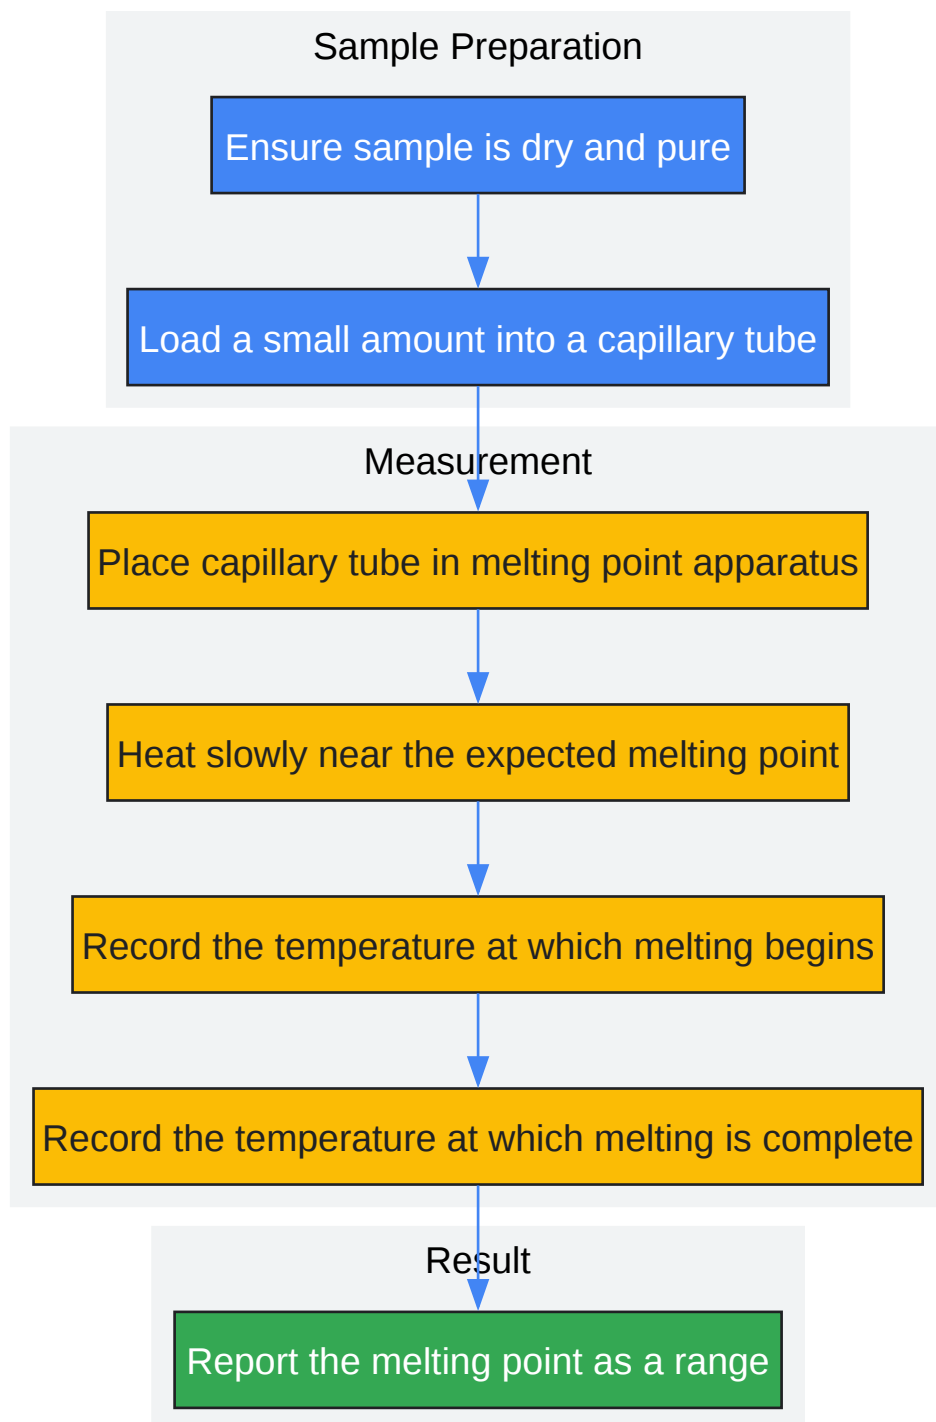 Sample Preparation
Ensure sample is dry and pure
Load a small amount into a capillary tube
Measurement
Place capillary tube in melting point apparatus
Heat slowly near the expected melting point
Record the temperature at which melting begins
Record the temperature at which melting is complete
Result
Report the melting point as a range